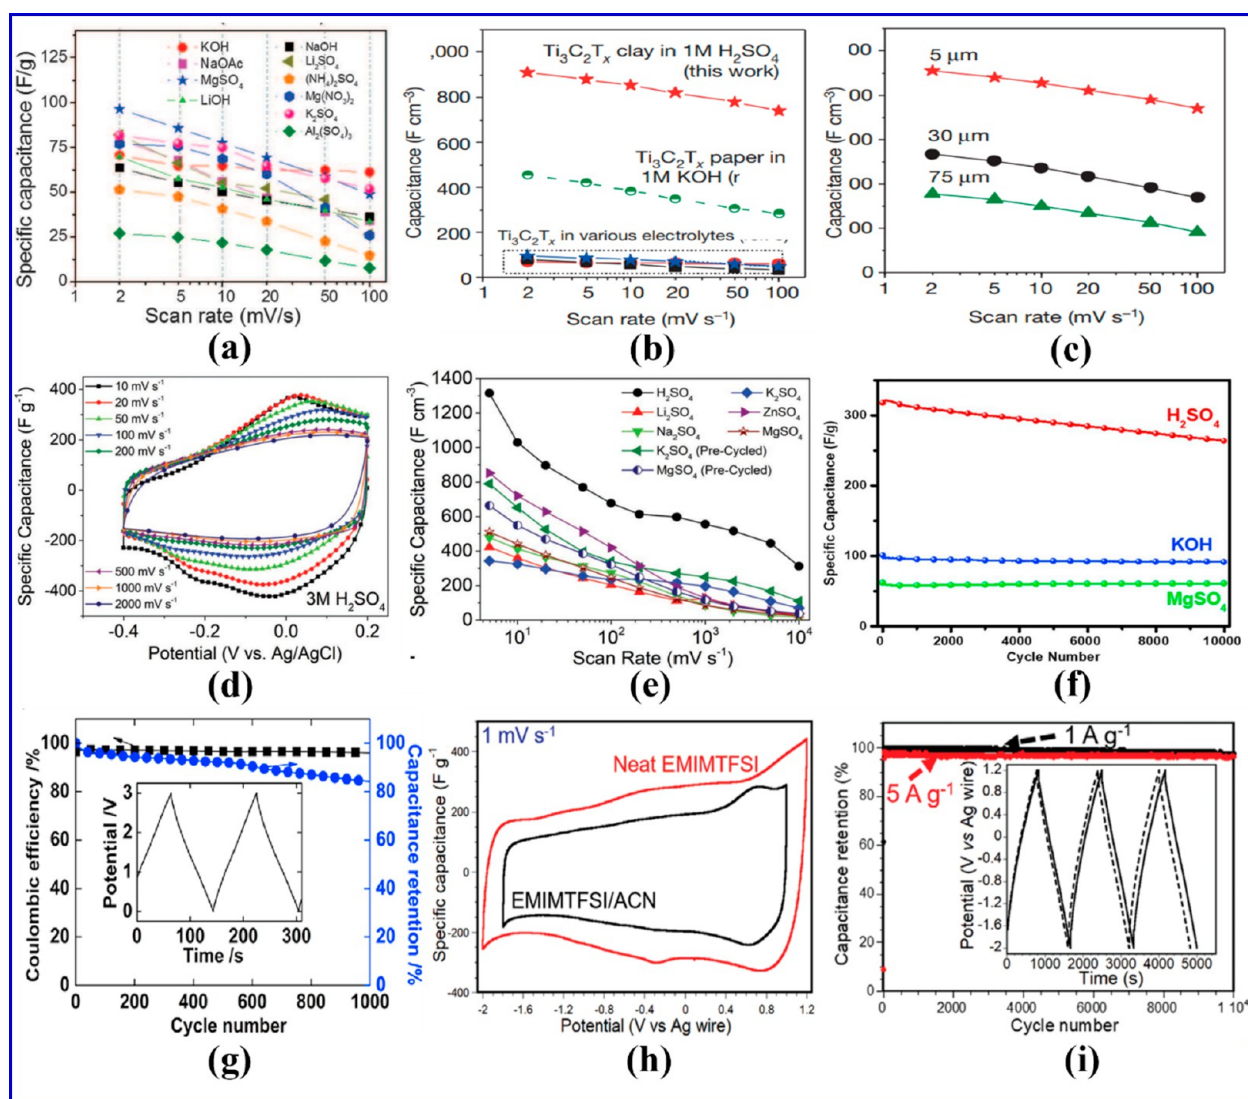 Specific capacitance (F/g)
125
100
75
50
25
0
KOH
NaOAc
MgSO₄
LiOH
NaOH
Li₂SO₄
(NH₄)₂SO₄
Mg(NO₃)₂
K₂SO₄
Al₂(SO₄)₃
1 2 5 10 20 50 100
Scan rate (mV/s)
(a)
Capacitance (F cm⁻³)
,000
800
600
400
200
0
Ti₃C₂Tₓ clay in 1M H₂SO₄
(this work)
Ti₃C₂Tₓ paper in
1M KOH (r
Ti₃C₂Tₓ in various electrolytes
1 2 5 10 20 50 100
Scan rate (mV s⁻¹)
(b)
Capacitance (F cm⁻³)
00
00
00
00
00
0
5 µm
30 µm
75 µm
1 2 5 10 20 50 100
Scan rate (mV s⁻¹)
(c)
Specific Capacitance (F g⁻¹)
400
200
0
-200
-400
10 mV s⁻¹
20 mV s⁻¹
50 mV s⁻¹
100 mV s⁻¹
200 mV s⁻¹
500 mV s⁻¹
1000 mV s⁻¹
2000 mV s⁻¹
3M H₂SO₄
-0.4 -0.2 0.0 0.2
Potential (V vs. Ag/AgCl)
(d)
Specific Capacitance (F cm⁻³)
1400
1200
1000
800
600
400
200
0
H₂SO₄
Li₂SO₄
Na₂SO₄
K₂SO₄ (Pre-Cycled)
MgSO₄ (Pre-Cycled)
K₂SO₄
ZnSO₄
MgSO₄
10¹ 10² 10³ 10⁴
Scan Rate (mV s⁻¹)
(e)
Specific Capacitance (F/g)
300
200
100
0
H₂SO₄
KOH
MgSO₄
0 2000 4000 6000 8000 10000
Cycle Number
(f)
Coulombic efficiency /%
100
80
60
40
20
0
Potential /V
3
2
1
0
0 100 200 300
Time /s
100
80
60
40
20
0
Capacitance retention /%
0 200 400 600 800 1000
Cycle number
(g)
Specific capacitance (F g⁻¹)
400
200
0
-200
-400
1 mV s⁻¹
Neat EMIMTFSI
EMIMTFSI/ACN
-2 -1.6 -1.2 -0.8 -0.4 0 0.4 0.8 1.2
Potential (V vs Ag wire)
(h)
Capacitance retention (%
100
80
60
40
20
0
1 A g⁻¹
5 A g⁻¹
Potential (V vs Ag wire)
1.2
0.8
0.4
0
-0.4
-0.8
-1.2
-1.6
-2
0 1000 2000 3000 4000 5000
Time (s)
0 2000 4000 6000 8000 1 10⁴
Cycle number
(i)